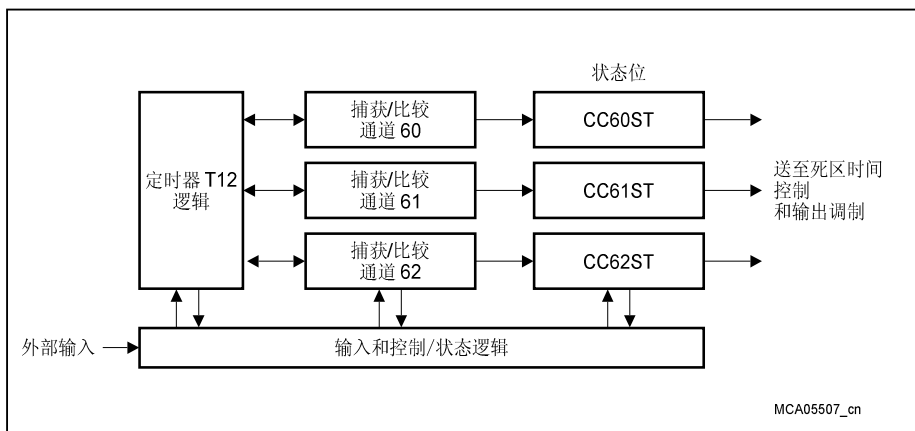 状态位
定时器 T12
逻辑
捕获/比较
通道 60
CC60ST
捕获/比较
通道 61
CC61ST
送至死区时间
控制
和输出调制
捕获/比较
通道 62
CC62ST
外部输入
输入和控制/状态逻辑
MCA05507_cn